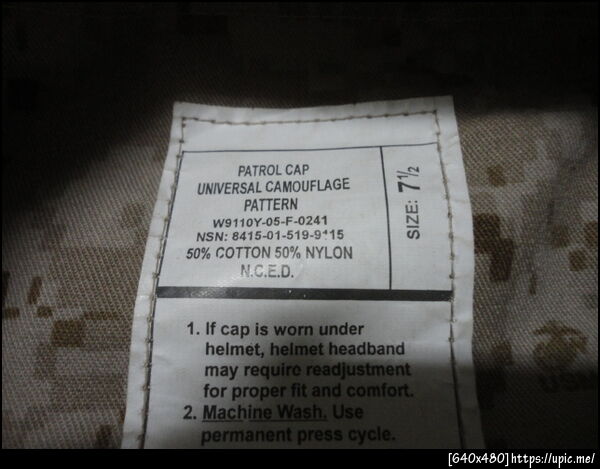 PATROL CAP
UNIVERSAL CAMOUFLAGE
PATTERN
W9110Y-05-F-0241
NSN: 8415-01-519-9115
50% COTTON 50% NYLON
N.C.E.D.
SIZE: 7½
1. If cap is worn under
helmet, helmet headband
may require readjustment
for proper fit and comfort.
2. Machine Wash. Use
permanent press cycle.
[640x480]https://upic.me/